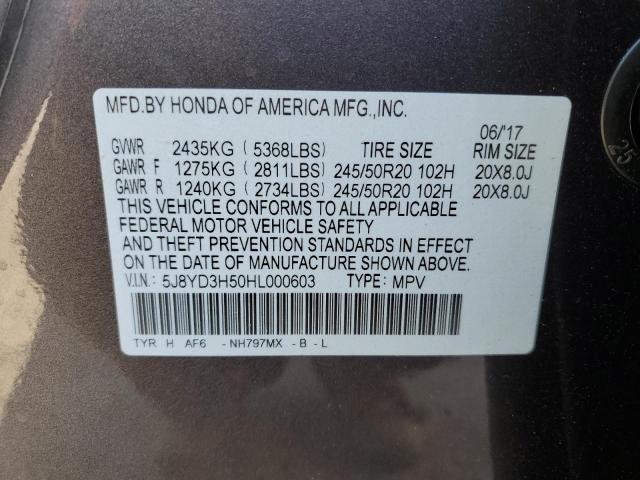 MFD.BY HONDA OF AMERICA MFG.,INC.
06/'17
GVWR 2435KG ( 5368LBS) TIRE SIZE RIM SIZE
GAWR F 1275KG ( 2811LBS) 245/50R20 102H 20X8.0J
GAWR R 1240KG ( 2734LBS) 245/50R20 102H 20X8.0J
THIS VEHICLE CONFORMS TO ALL APPLICABLE
FEDERAL MOTOR VEHICLE SAFETY
AND THEFT PREVENTION STANDARDS IN EFFECT
ON THE DATE OF MANUFACTURE SHOWN ABOVE.
V.I.N.: 5J8YD3H50HL000603 TYPE: MPV
TYR H AF6 - NH797MX - B - L
25